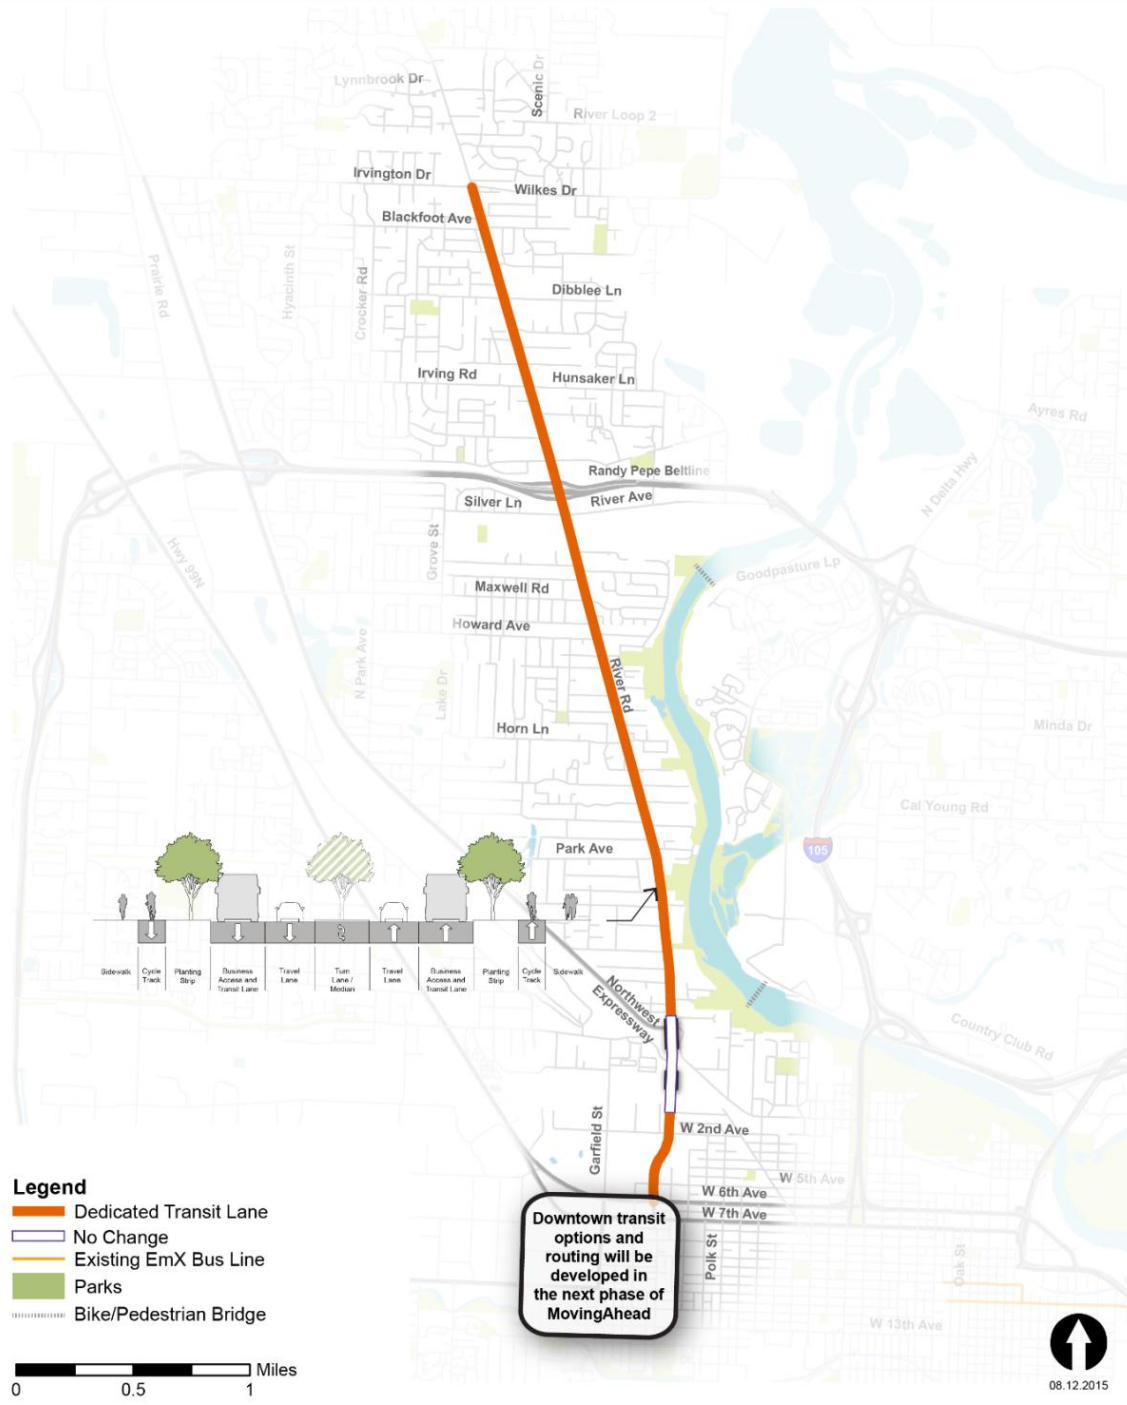 Lynnbrook Dr
Scenic Dr
River Loop 2
Irvington Dr
Wilkes Dr
Blackfoot Ave
Prairie Rd
Hyacinth St
Crocker Rd
Dibblee Ln
Irving Rd
Hunsaker Ln
Ayres Rd
Randy Pepe Beltline
N Delta Hwy
Silver Ln
River Ave
Grove St
Hwy 99N
Goodpasture Lp
Maxwell Rd
Howard Ave
N Park Ave
Lake Dr
River Rd
Horn Ln
Minda Dr
Cal Young Rd
Park Ave
105
Sidewalk
Cycle
Track
Planting
Strip
Business
Access and
Transit Lane
Travel
Lane
Turn
Lane /
Median
Travel
Lane
Business
Access and
Transit Lane
Planting
Strip
Cycle
Track
Sidewalk
Northwest
Expressway
Country Club Rd
Garfield St
W 2nd Ave
W 5th Ave
W 6th Ave
W 7th Ave
Polk St
Oak St
W 13th Ave
Downtown transit
options and
routing will be
developed in
the next phase of
MovingAhead
Legend
Dedicated Transit Lane
No Change
Existing EmX Bus Line
Parks
Bike/Pedestrian Bridge
Miles
0
0.5
1
08.12.2015